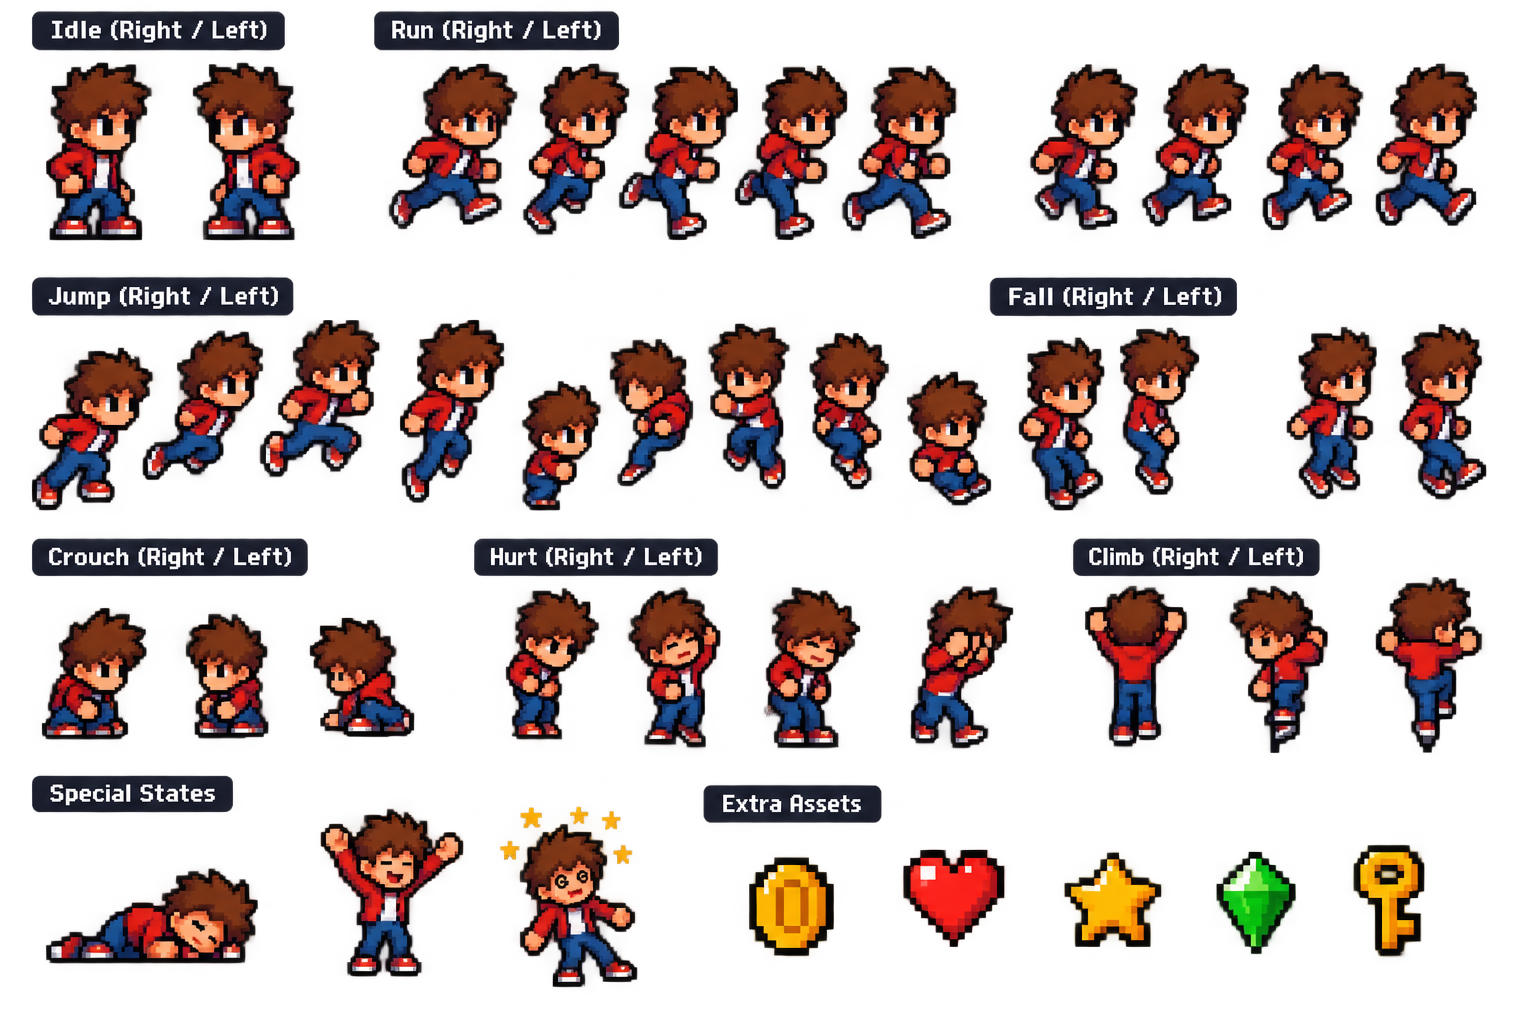 Idle (Right / Left)
Run (Right / Left)
Jump (Right / Left)
Fall (Right / Left)
Crouch (Right / Left)
Hurt (Right / Left)
Climb (Right / Left)
Special States
Extra Assets